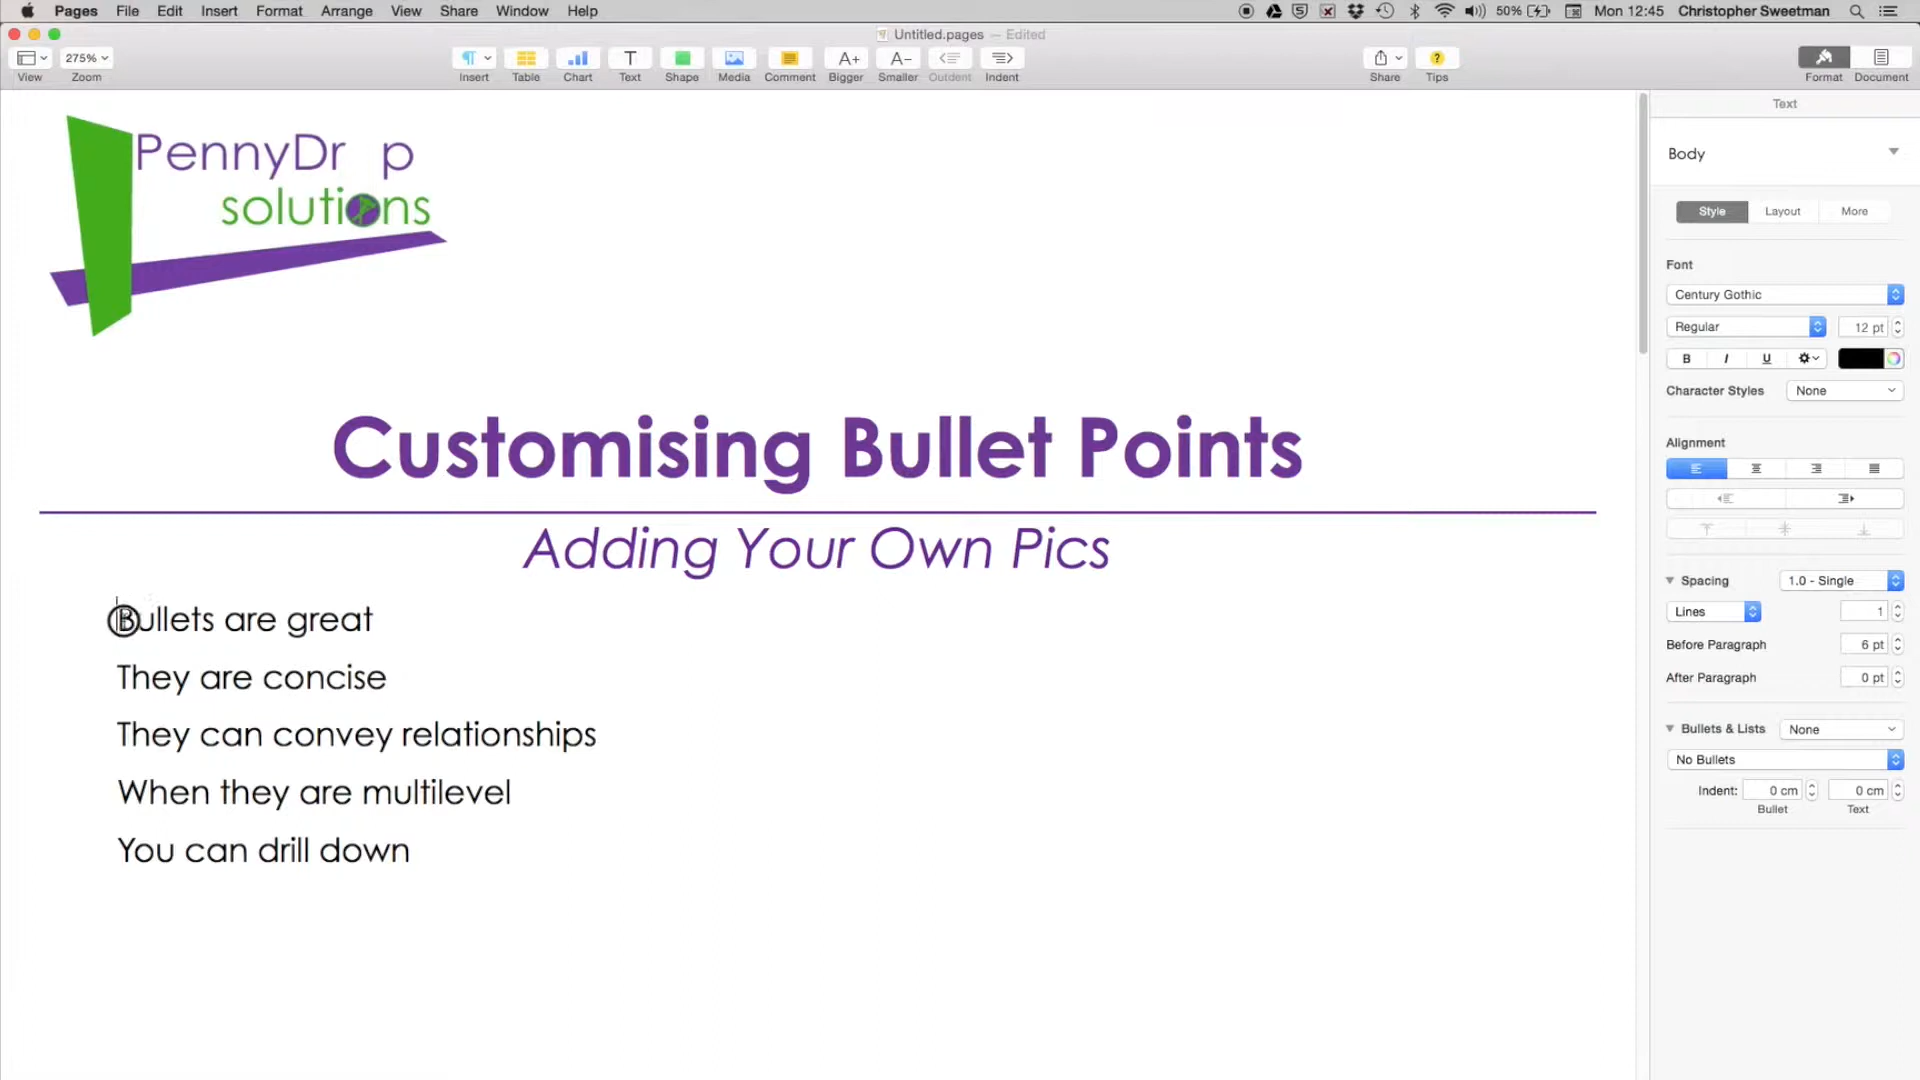 Pages File Edit Insert Format Arrange View Share Window Help 50% Mon 12:45 Christopher Sweetman
Untitled.pages — Edited
275%
View Zoom Insert Table Chart Text Shape Media Comment Bigger Smaller Outdent Indent Share Tips Format Document
Text
PennyDr p
solutions
Body
Style Layout More
Font
Century Gothic
Regular 12 pt
B I U
Character Styles None
Customising Bullet Points
Alignment
Adding Your Own Pics
Spacing 1.0 - Single
Lines 1
Before Paragraph 6 pt
After Paragraph 0 pt
Bullets & Lists None
No Bullets
Indent: 0 cm 0 cm
Bullet Text
Bullets are great
They are concise
They can convey relationships
When they are multilevel
You can drill down